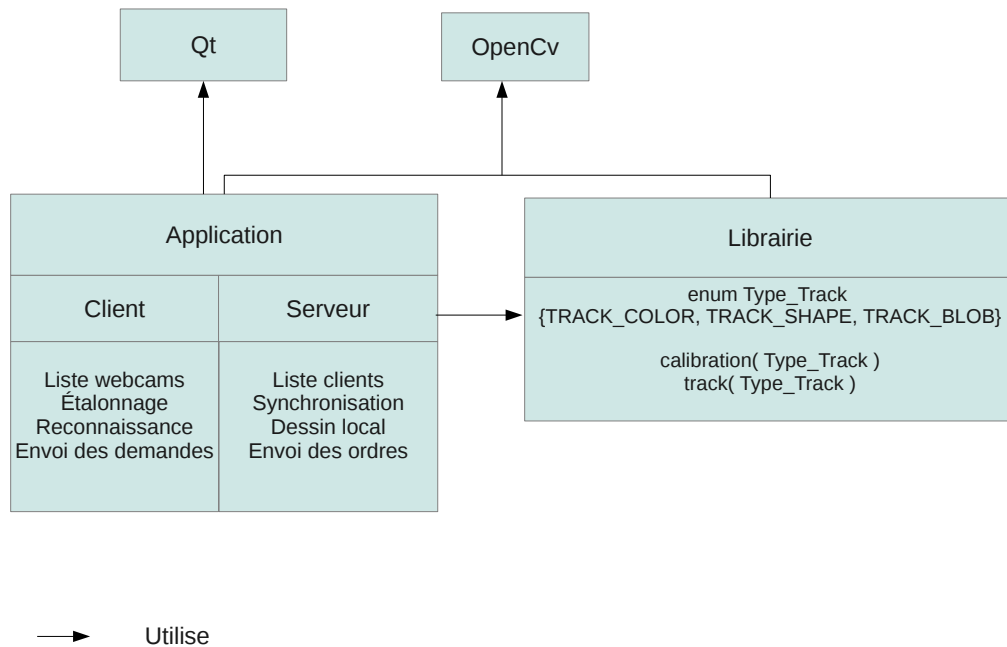 Qt
OpenCv
Application
Client
Serveur
Liste webcams
Étalonnage
Reconnaissance
Envoi des demandes
Liste clients
Synchronisation
Dessin local
Envoi des ordres
Librairie
enum Type_Track
{TRACK_COLOR, TRACK_SHAPE, TRACK_BLOB}
calibration( Type_Track )
track( Type_Track )
Utilise